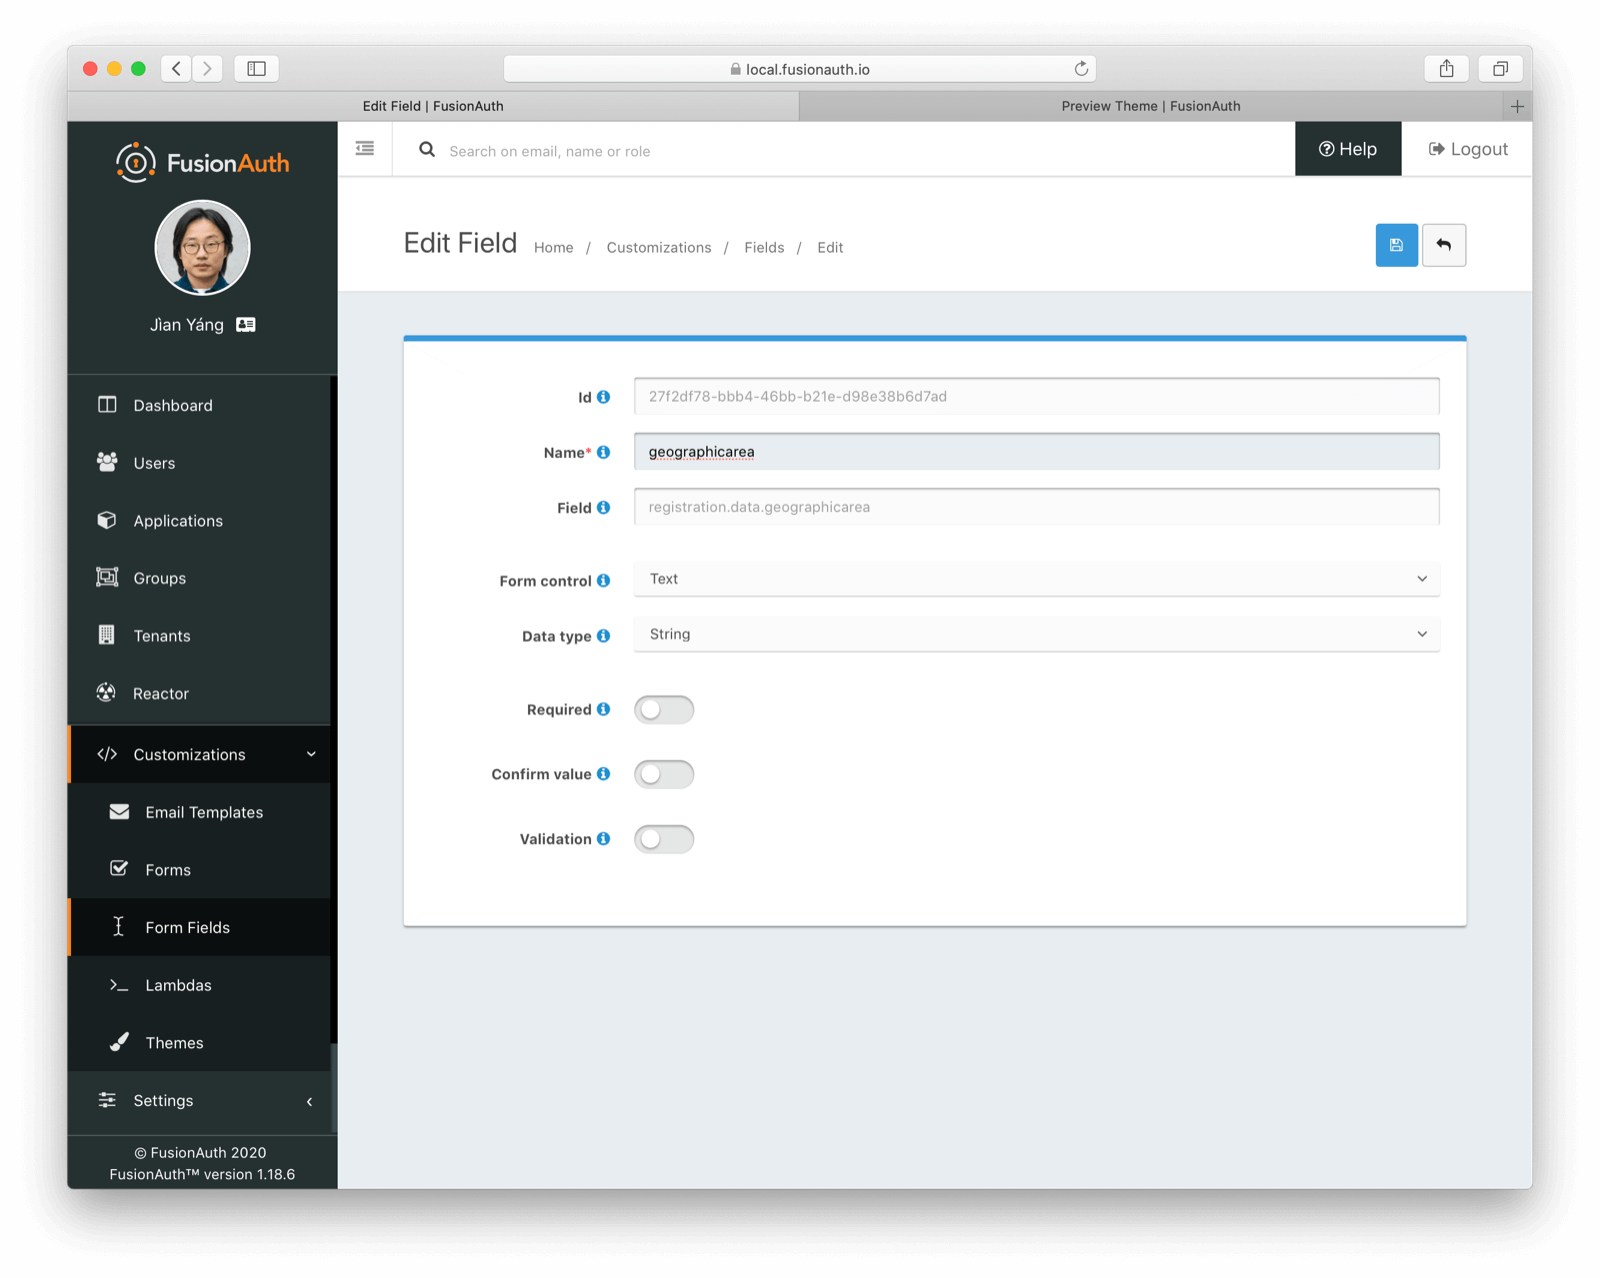 local.fusionauth.io
Edit Field | FusionAuth
Preview Theme | FusionAuth
FusionAuth
Search on email, name or role
Help
Logout
Jìan Yáng
Edit Field
Home / Customizations / Fields / Edit
Dashboard
Users
Applications
Groups
Tenants
Reactor
Customizations
Email Templates
Forms
Form Fields
Lambdas
Themes
Settings
© FusionAuth 2020
FusionAuth™ version 1.18.6
Id 27f2df78-bbb4-46bb-b21e-d98e38b6d7ad
Name* geographicarea
Field registration.data.geographicarea
Form control Text
Data type String
Required
Confirm value
Validation